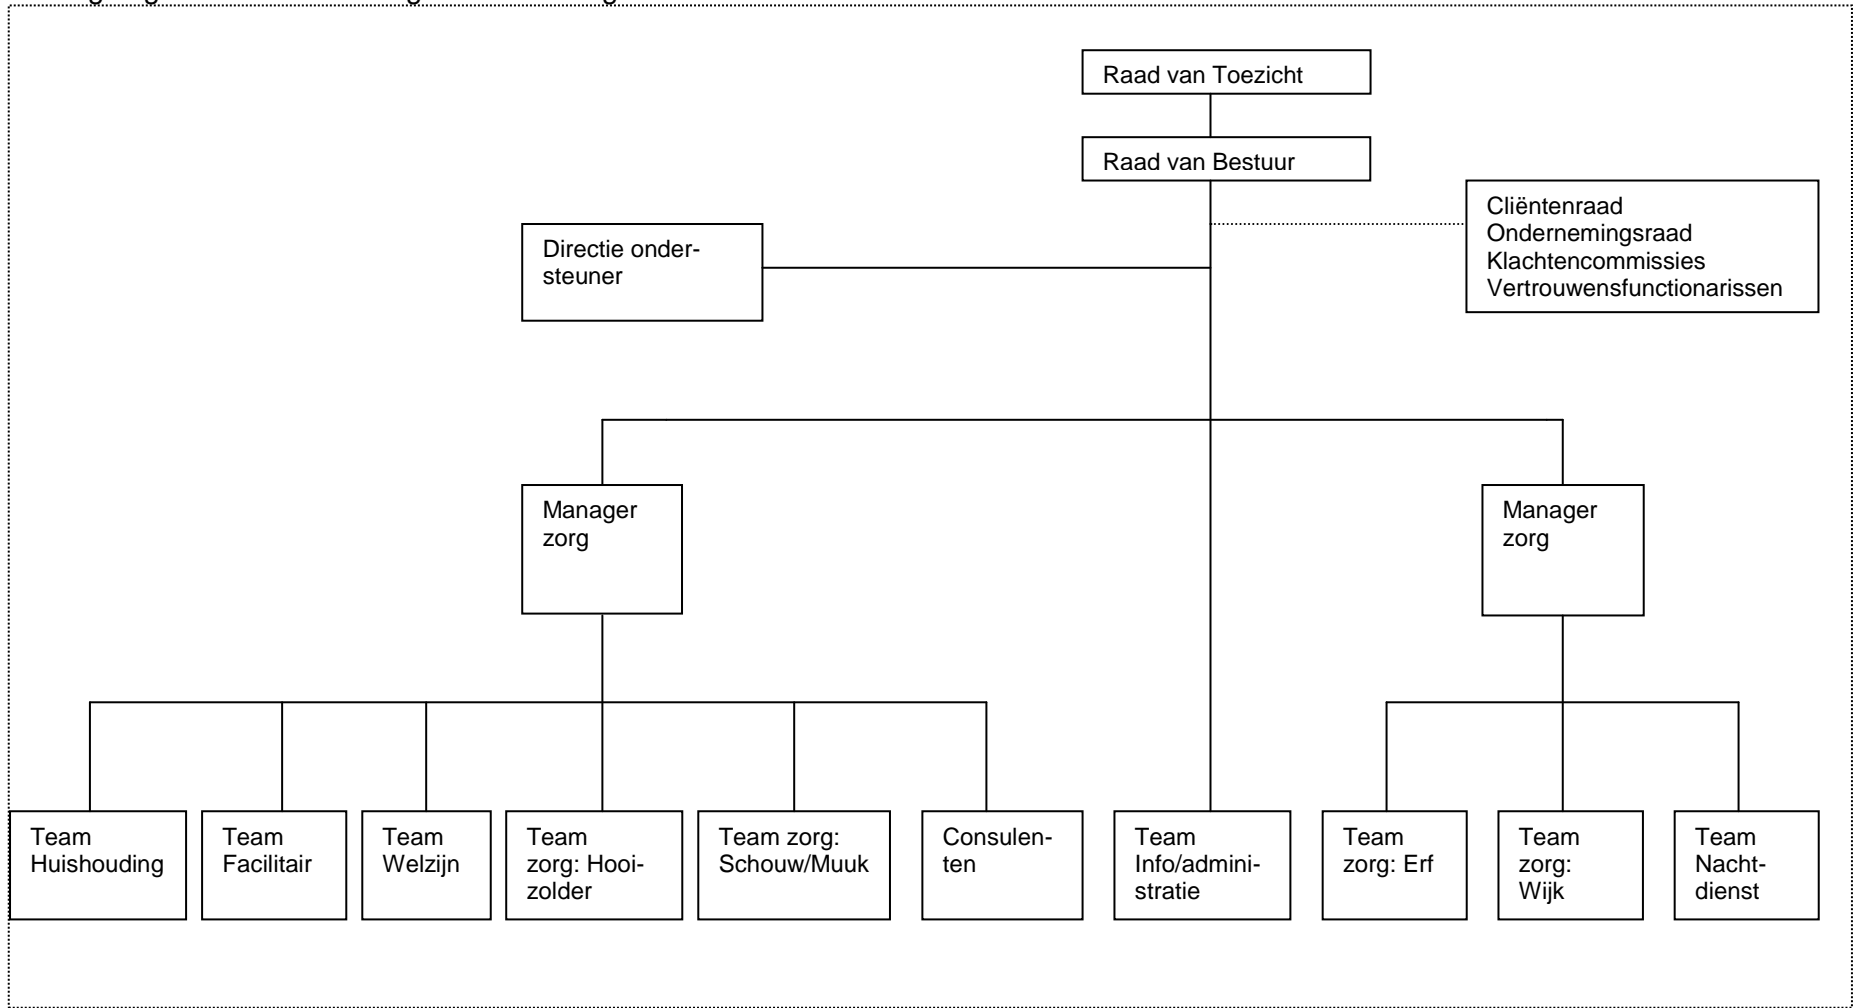 Raad van Toezicht
Raad van Bestuur
Cliëntenraad
Ondernemingsraad
Klachtencommissies
Vertrouwensfunctionarissen
Directie onder-
steuner
Manager
zorg
Manager
zorg
Team
Huishouding
Team
Facilitair
Team
Welzijn
Team
zorg: Hooi-
zolder
Team zorg:
Schouw/Muuk
Consulen-
ten
Team
Info/admini-
stratie
Team
zorg: Erf
Team
zorg:
Wijk
Team
Nacht-
dienst